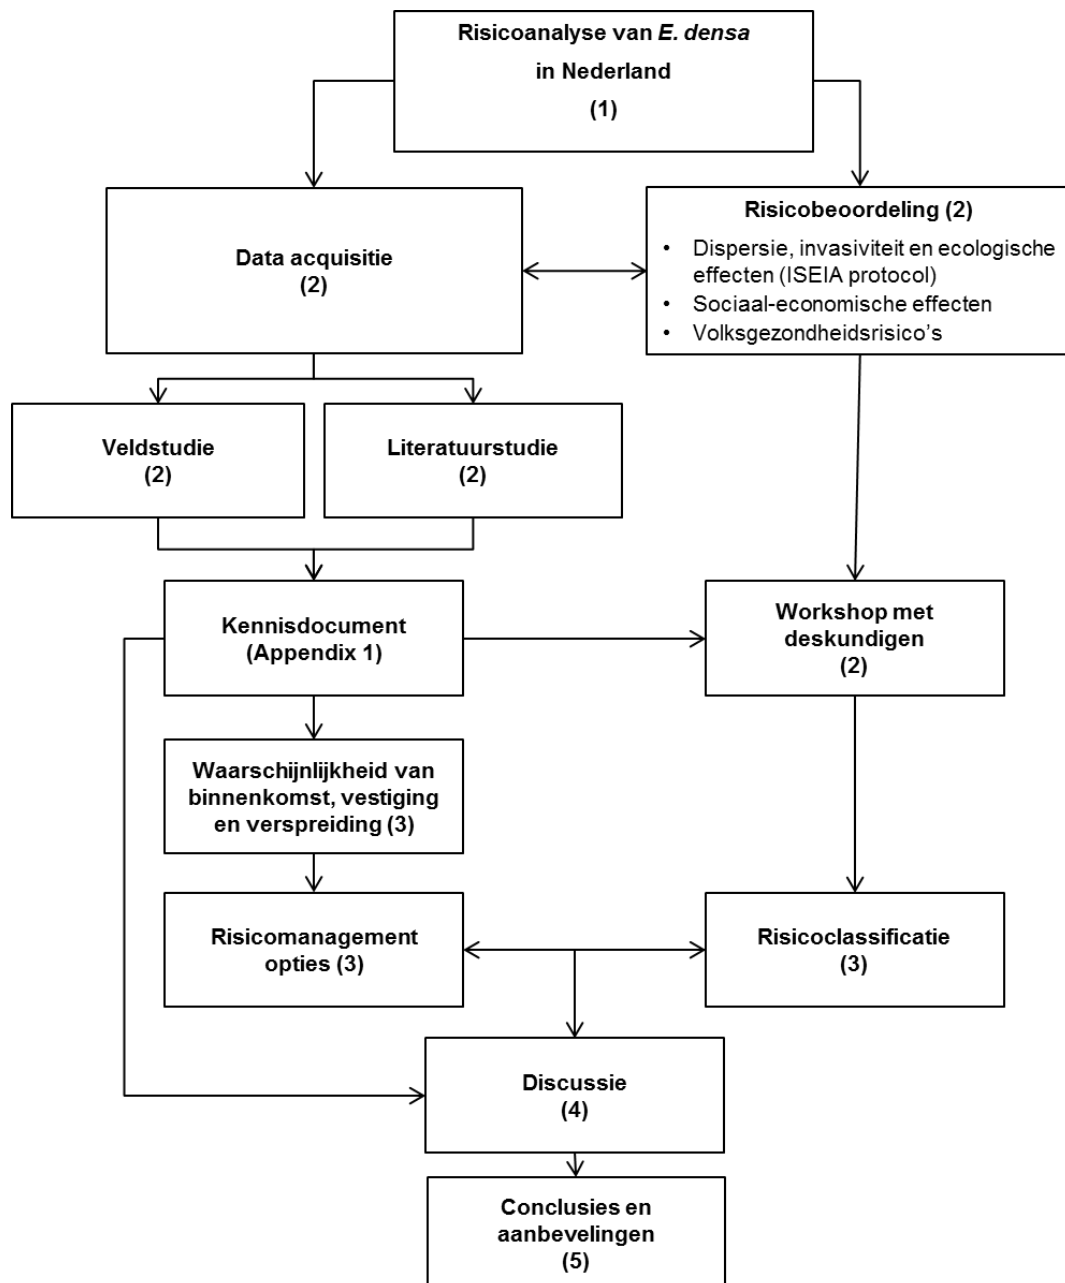 Risicoanalyse van E. densa
in Nederland
(1)
Data acquisitie
(2)
Risicobeoordeling (2)
• Dispersie, invasiviteit en ecologische
effecten (ISEIA protocol)
• Sociaal-economische effecten
• Volksgezondheidsrisico's
Veldstudie
(2)
Literatuurstudie
(2)
Kennisdocument
(Appendix 1)
Workshop met
deskundigen
(2)
Waarschijnlijkheid van
binnenkomst, vestiging
en verspreiding (3)
Risicomanagement
opties (3)
Risicoclassificatie
(3)
Discussie
(4)
Conclusies en
aanbevelingen
(5)